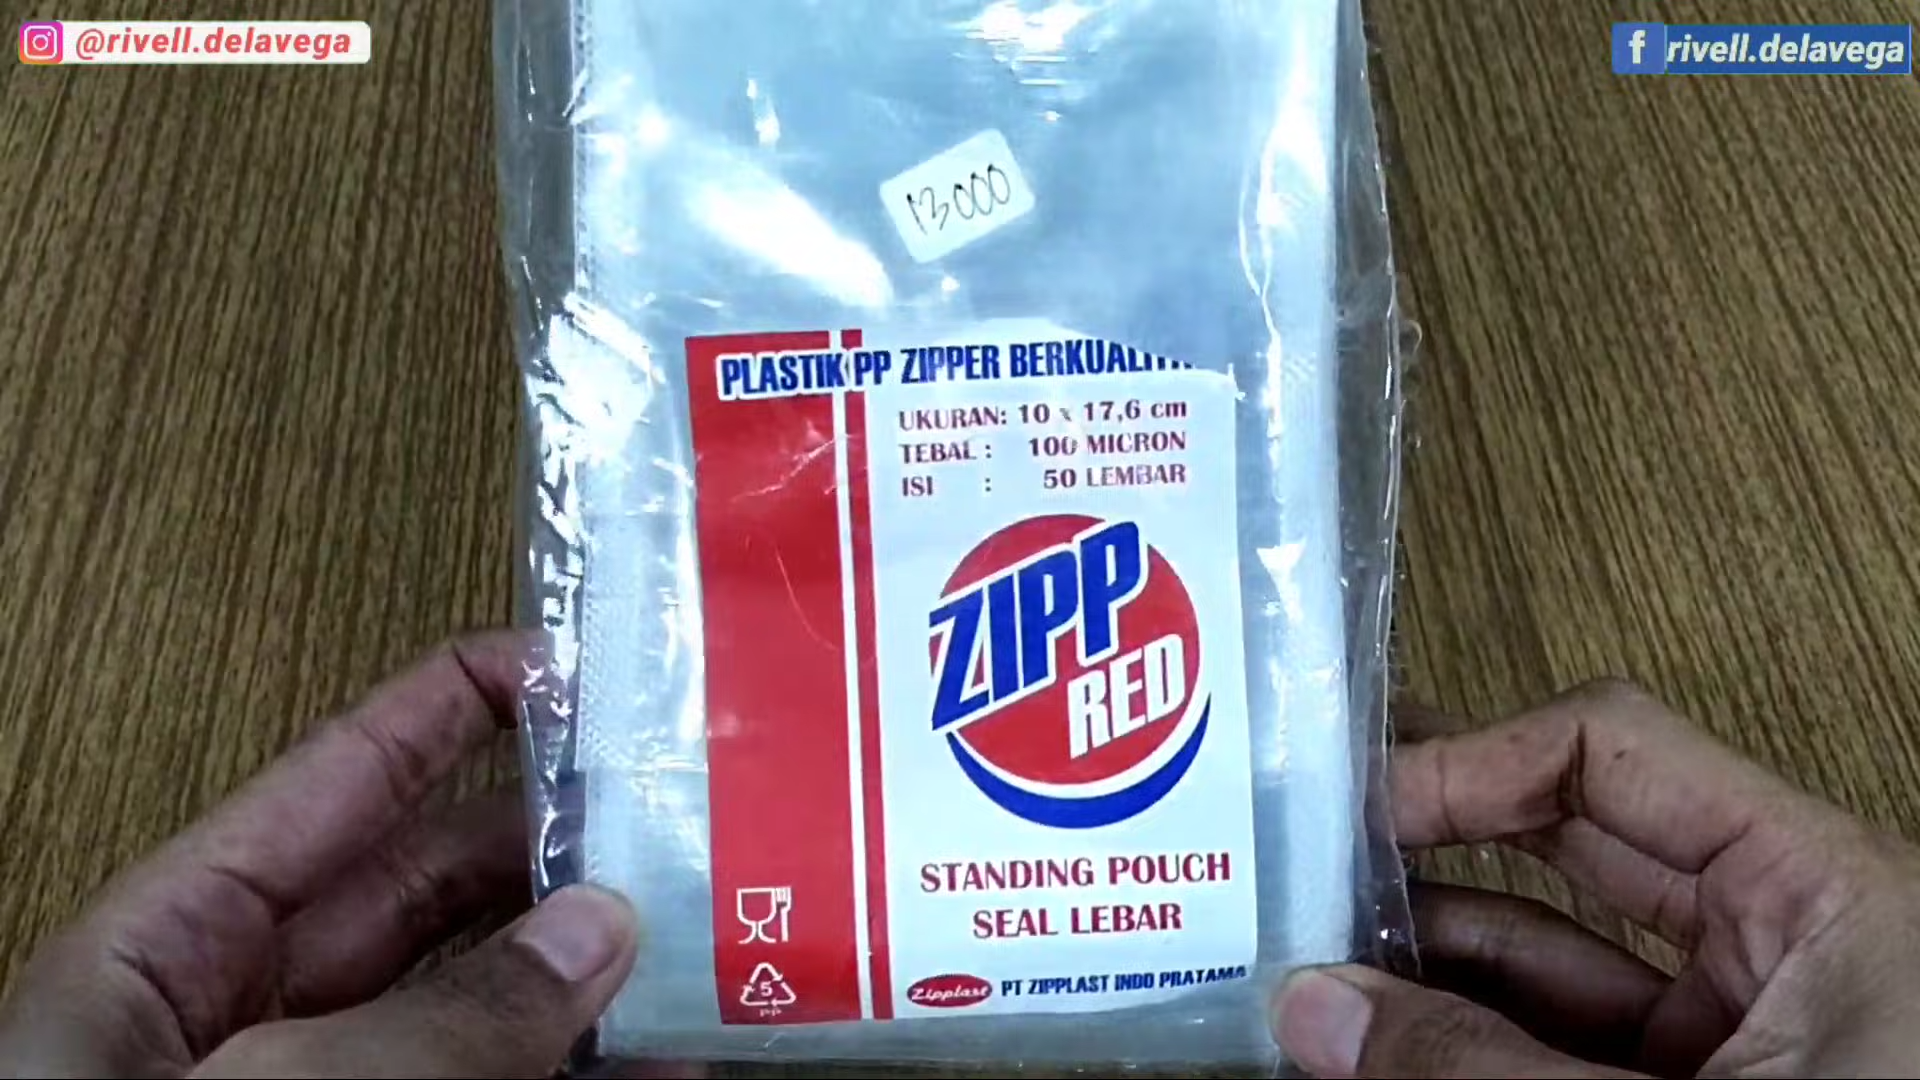 @rivell.delavega
rivell.delavega
13000
PLASTIK PP ZIPPER
UKURAN: 10 x 17,6 cm
TEBAL : 100 MICRON
ISI : 50 LEMBAR
ZIPP
RED
STANDING POUCH
SEAL LEBAR
5
PP
Zipplast PT ZIPPLAST INDO PRATAMA